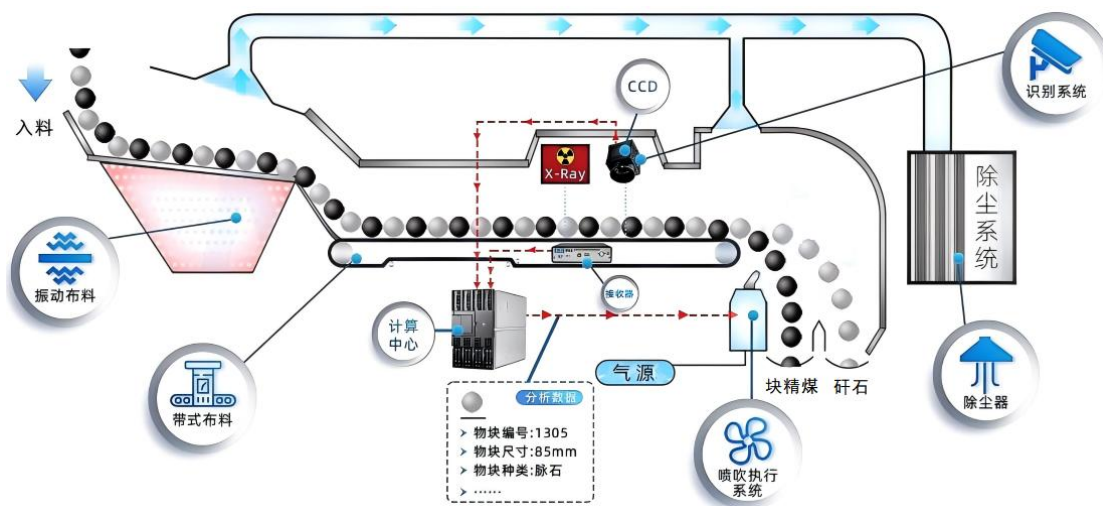 入料
CCD
识别系统
X-Ray
除尘系统
振动布料
接收器
计算
中心
带式布料
气源
块精煤
矸石
除尘器
喷吹执行
系统
分析数据
物块编号:1305
物块尺寸:85mm
物块种类:脉石
······